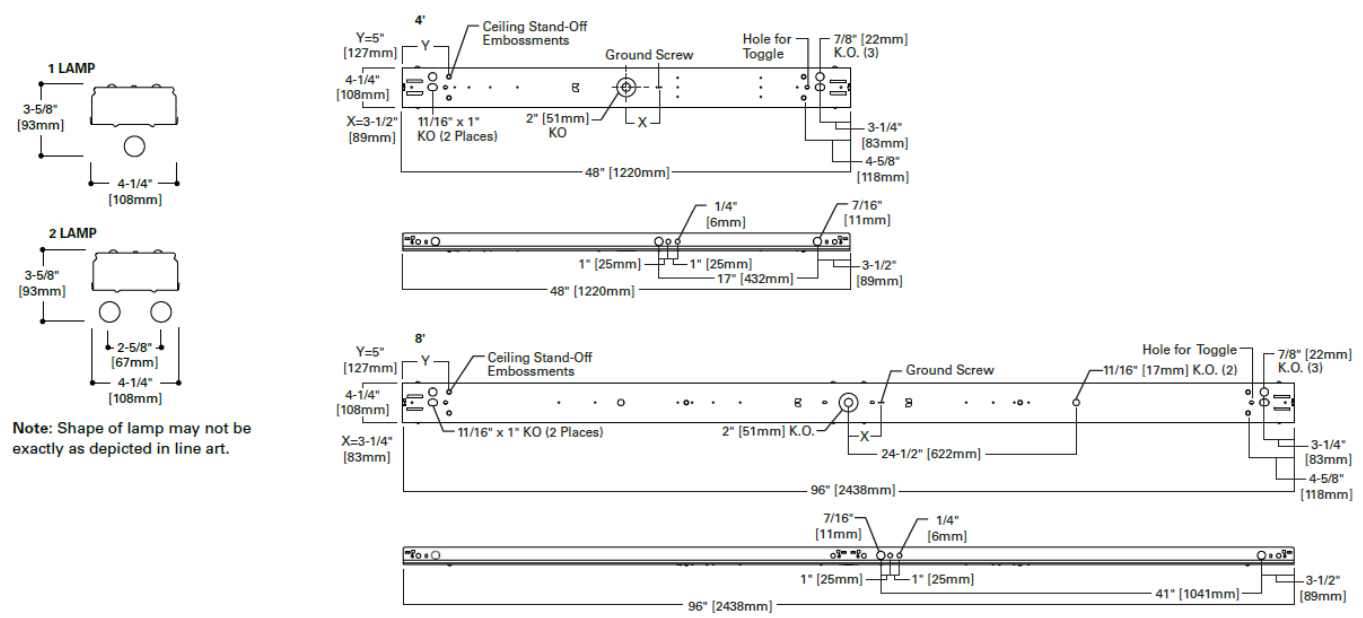 1 LAMP
3-5/8"
[93mm]
4-1/4"
[108mm]
2 LAMP
3-5/8"
[93mm]
2-5/8"
[67mm]
4-1/4"
[108mm]
Note: Shape of lamp may not be
exactly as depicted in line art.
4'
Y=5"
[127mm]
Y
Ceiling Stand-Off
Embossments
Ground Screw
Hole for
Toggle
7/8" [22mm]
K.O. (3)
4-1/4"
[108mm]
X=3-1/2"
[89mm]
11/16" x 1"
KO (2 Places)
2" [51mm]
KO
X
3-1/4"
[83mm]
4-5/8"
[118mm]
48" [1220mm]
1/4"
[6mm]
7/16"
[11mm]
1" [25mm]
1" [25mm]
17" [432mm]
3-1/2"
[89mm]
48" [1220mm]
8'
Y=5"
[127mm]
Y
Ceiling Stand-Off
Embossments
Ground Screw
Hole for Toggle
11/16" [17mm] K.O. (2)
7/8" [22mm]
K.O. (3)
4-1/4"
[108mm]
X=3-1/4"
[83mm]
11/16" x 1" KO (2 Places)
2" [51mm] K.O.
X
24-1/2" [622mm]
3-1/4"
[83mm]
4-5/8"
[118mm]
96" [2438mm]
7/16"
[11mm]
1/4"
[6mm]
1" [25mm]
1" [25mm]
41" [1041mm]
3-1/2"
[89mm]
96" [2438mm]